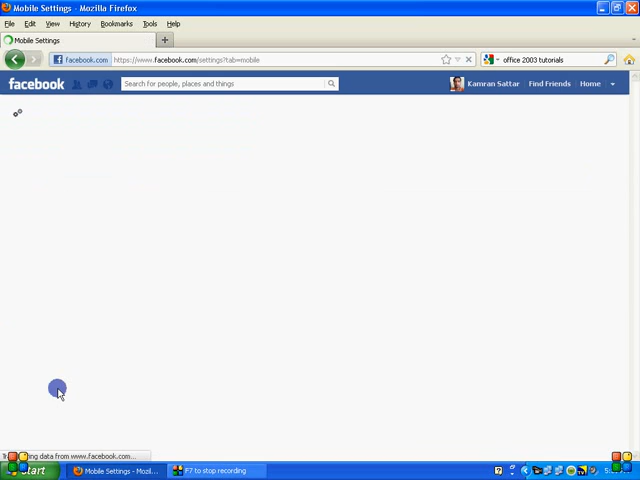 Mobile Settings - Mozilla Firefox
File Edit View History Bookmarks Tools Help
Mobile Settings
facebook.com https://www.facebook.com/settings?tab=mobile office 2003 tutorials
facebook Search for people, places and things Kamran Sattar Find Friends Home
data from www.facebook.com...
start Mobile Settings - Mozil... F7 to stop recording